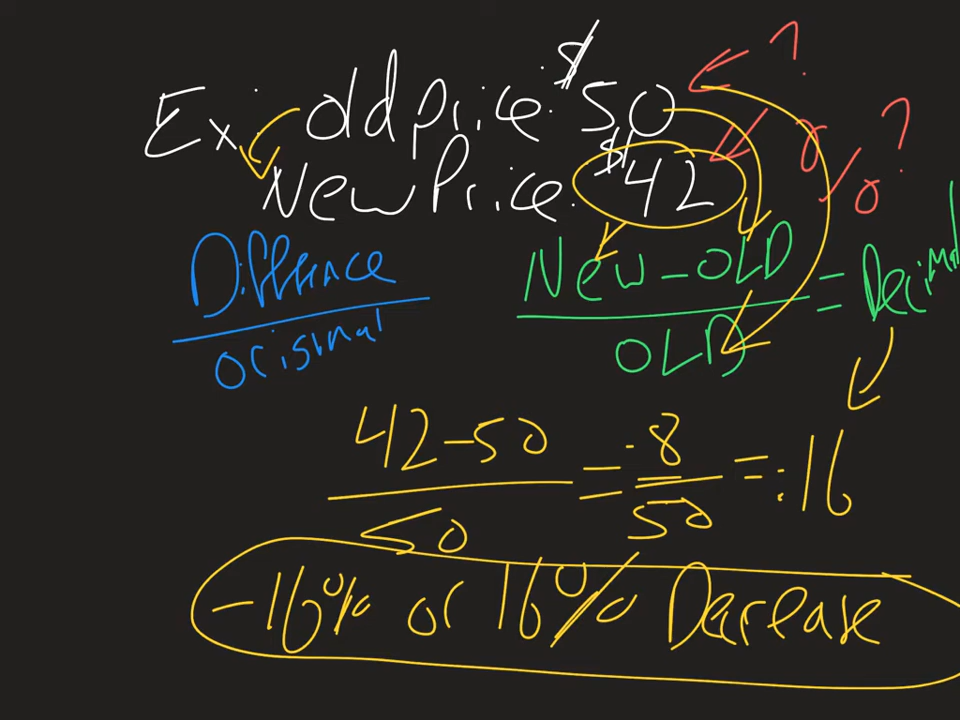 Ex: old price: $50 ?
New Price: $42 % ?
Difference
original
New - OLD = Decimal
OLD
42-50 = -8 = -.16
50 50
-16% or 16% Decrease